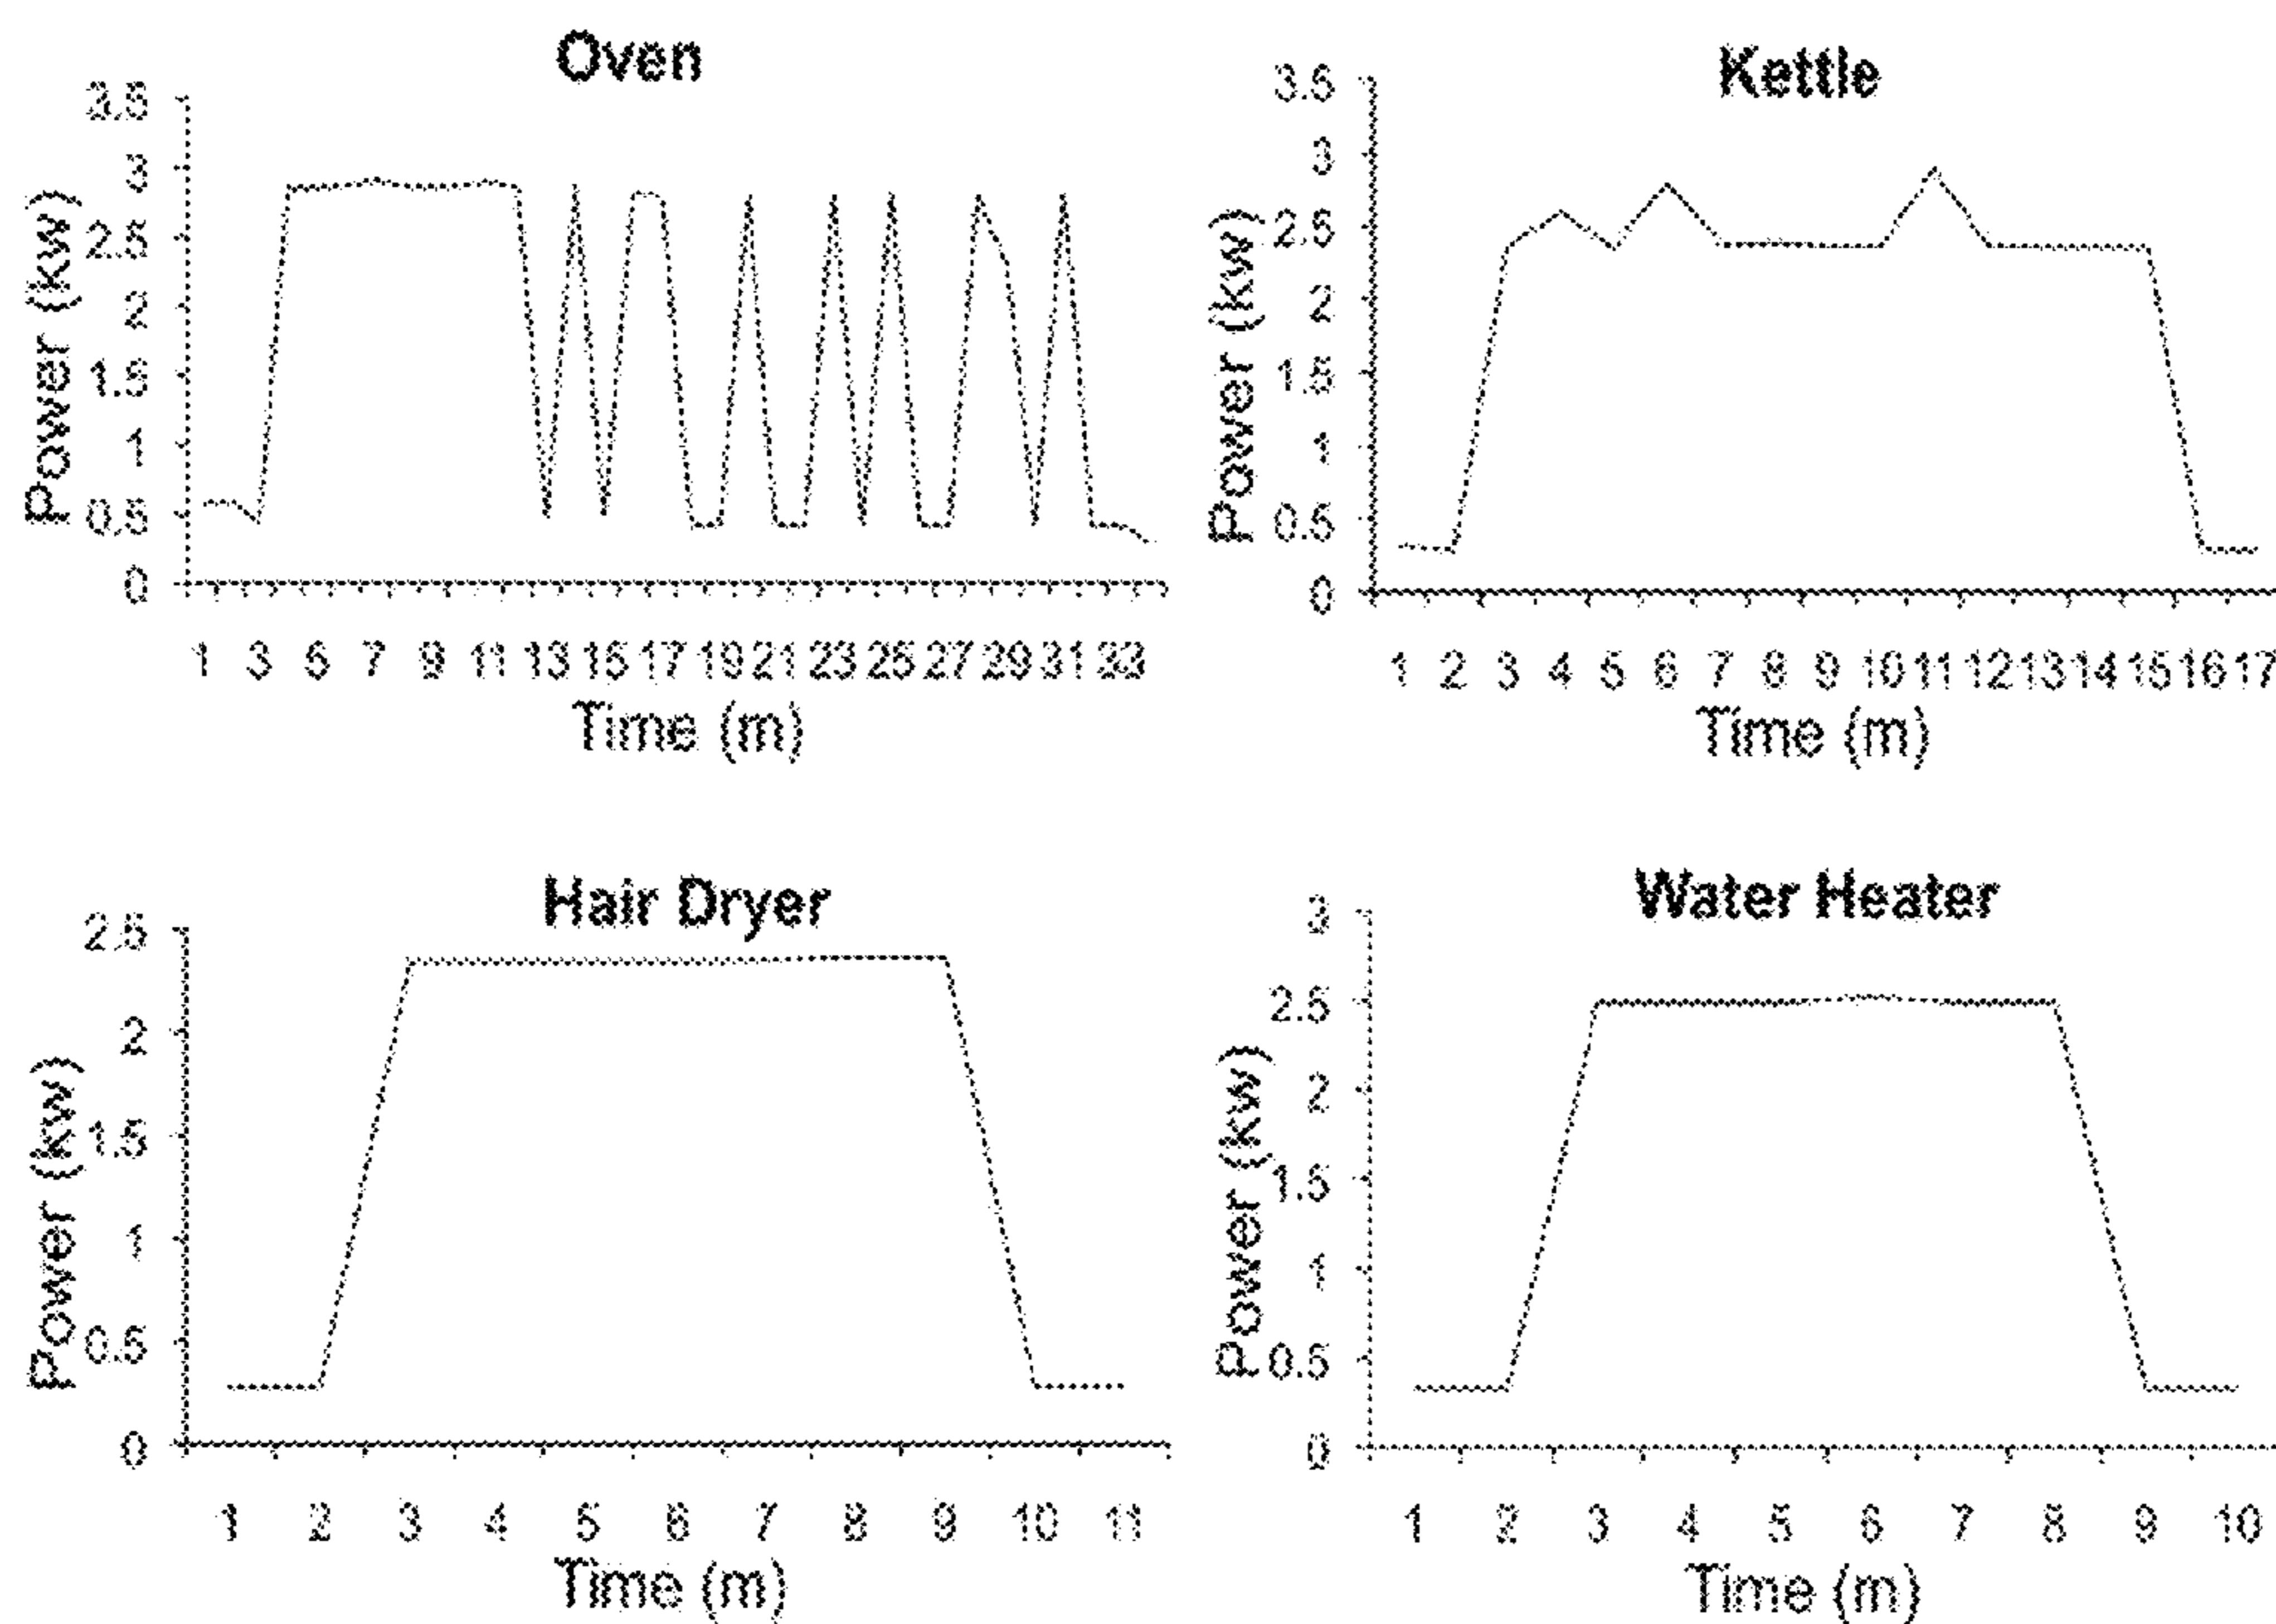 Oven
3.5
3
2.5
2
1.5
1
0.5
0
Power (kw)
1 3 5 7 9 11 13 15 17 19 21 23 25 27 29 31 33
Time (m)
Kettle
3.5
3
2.5
2
1.5
1
0.5
0
Power (kw)
1 2 3 4 5 6 7 8 9 10 11 12 13 14 15 16 17
Time (m)
Hair Dryer
2.5
2
1.5
1
0.5
0
Power (kw)
1 2 3 4 5 6 7 8 9 10 11
Time (m)
Water Heater
3
2.5
2
1.5
1
0.5
0
Power (kw)
1 2 3 4 5 6 7 8 9 10
Time (m)